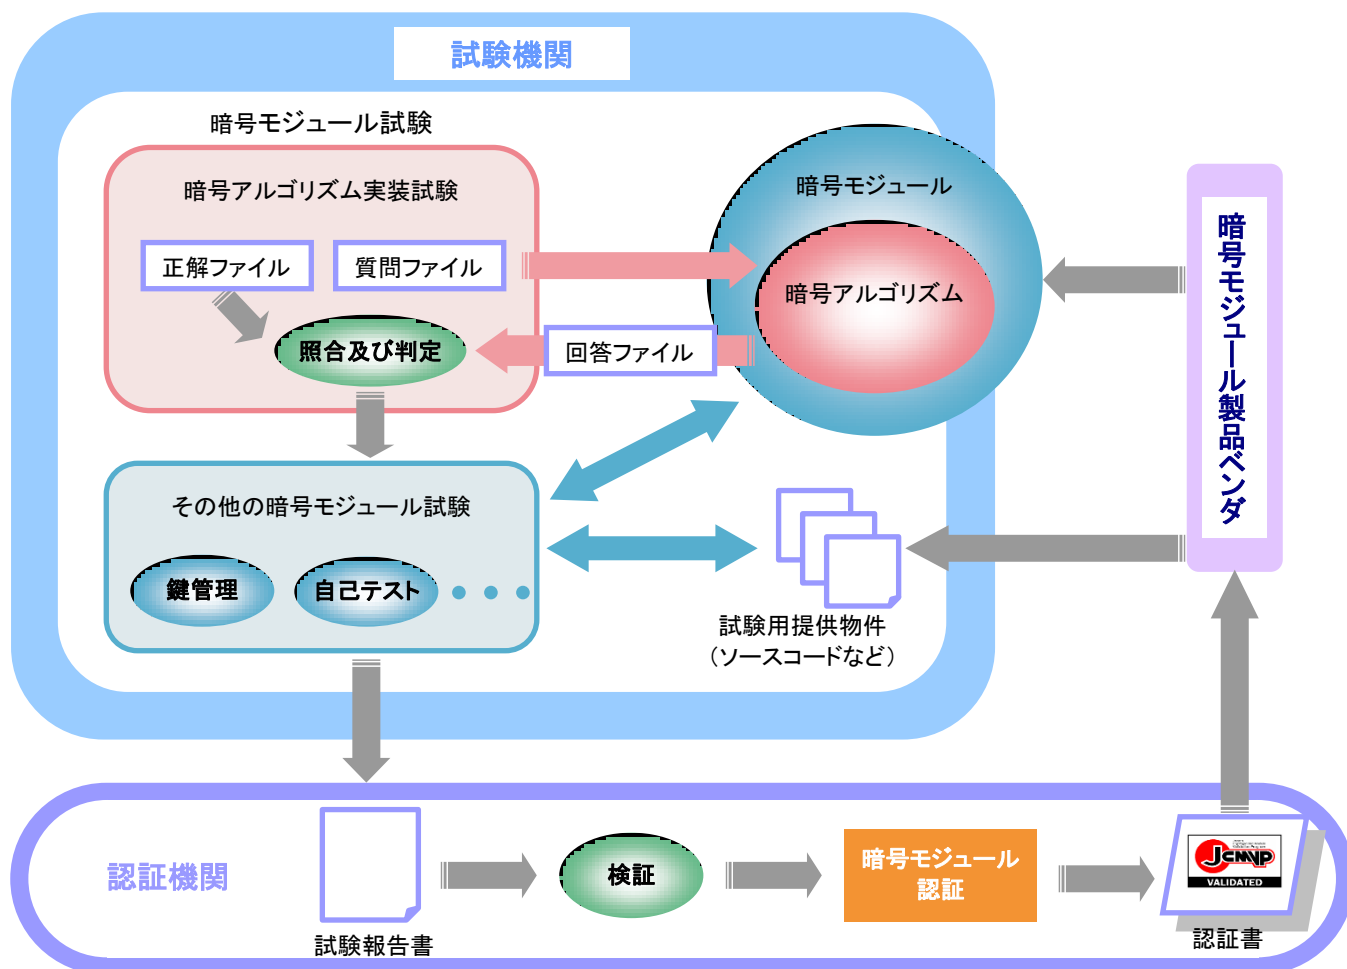 試験機関
暗号モジュール試験
暗号アルゴリズム実装試験
正解ファイル
質問ファイル
照合及び判定
回答ファイル
暗号モジュール
暗号アルゴリズム
暗号モジュール製品ベンダ
その他の暗号モジュール試験
鍵管理
自己テスト
・・・
試験用提供物件
(ソースコードなど)
認証機関
試験報告書
検証
暗号モジュール
認証
JCMVP
VALIDATED
認証書